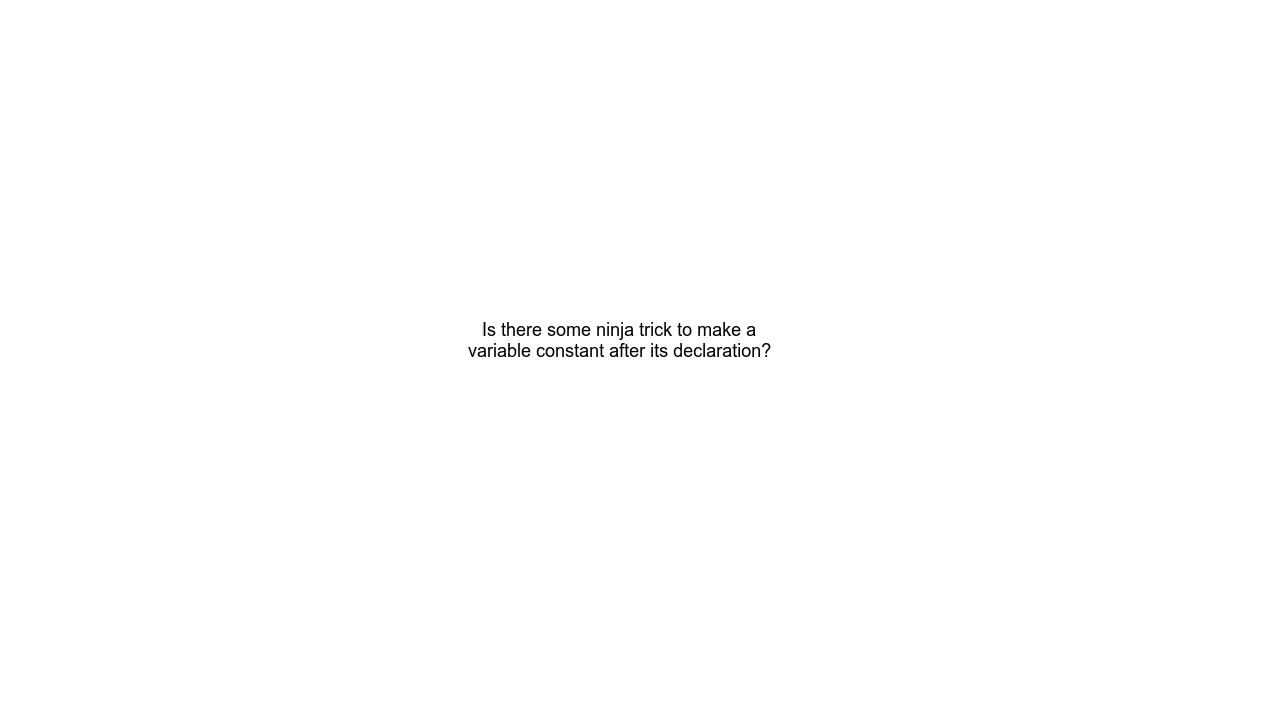 Is there some ninja trick to make a
variable constant after its declaration?